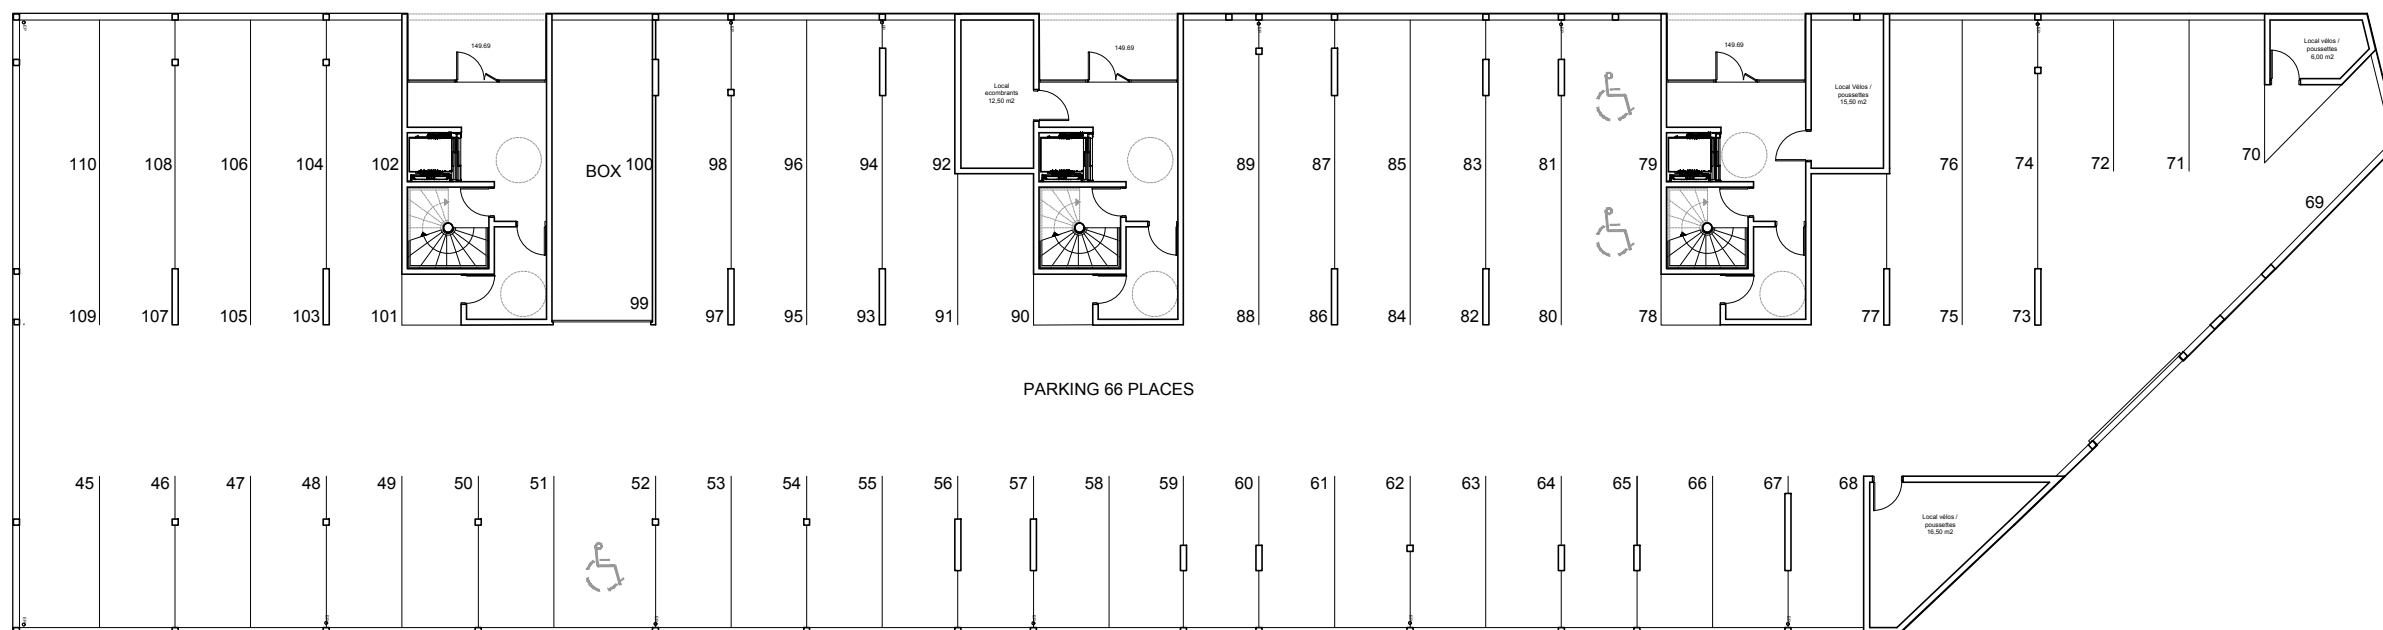 149.69
149.69
149.69
Local vélos /
poussettes
6,00 m2
Local
ecombrants
12,50 m2
Local Vélos /
poussettes
15,50 m2
110 108 106 104 102 BOX 100 98 96 94 92 89 87 85 83 81 79 76 74 72 71 70
69
99
109 107 105 103 101 97 95 93 91 90 88 86 84 82 80 78 77 75 73
PARKING 66 PLACES
45 46 47 48 49 50 51 52 53 54 55 56 57 58 59 60 61 62 63 64 65 66 67 68
Local vélos /
poussettes
16,50 m2